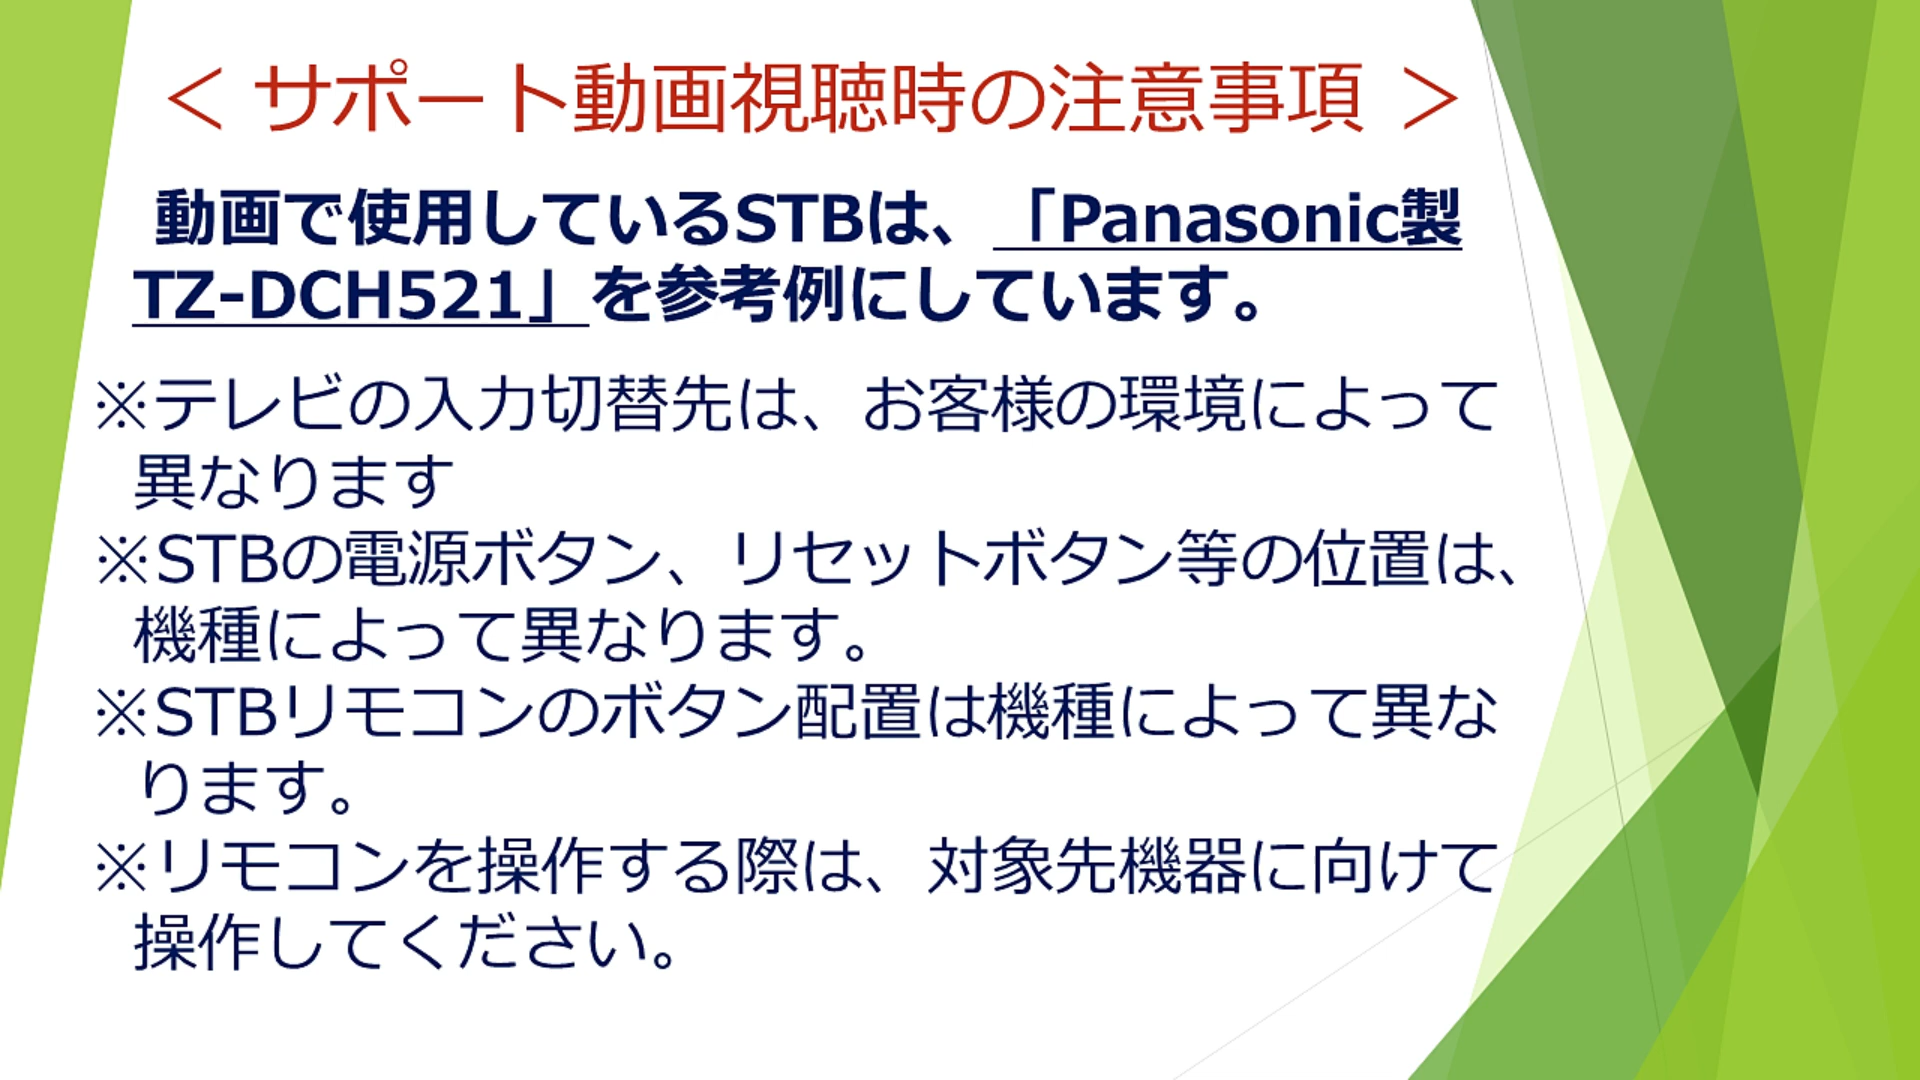 ＜ サポート動画視聴時の注意事項 ＞
動画で使用しているSTBは、「Panasonic製
TZ-DCH521」を参考例にしています。
※テレビの入力切替先は、お客様の環境によって
異なります
※STBの電源ボタン、リセットボタン等の位置は、
機種によって異なります。
※STBリモコンのボタン配置は機種によって異な
ります。
※リモコンを操作する際は、対象先機器に向けて
操作してください。